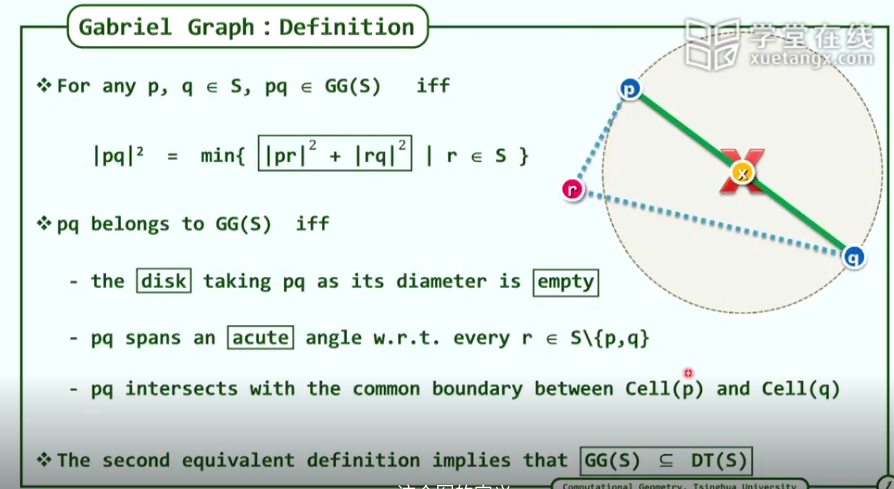 Gabriel Graph : Definition
学堂在线
xuetangx.com
❖For any p, q ∈ S, pq ∈ GG(S) iff
p
|pq|² = min{ |pr|² + |rq|² | r ∈ S }
x
r
❖pq belongs to GG(S) iff
q
- the disk taking pq as its diameter is empty
- pq spans an acute angle w.r.t. every r ∈ S\{p,q}
- pq intersects with the common boundary between Cell(p) and Cell(q)
❖The second equivalent definition implies that GG(S) ⊆ DT(S)
Computational Geometry, Tsinghua University